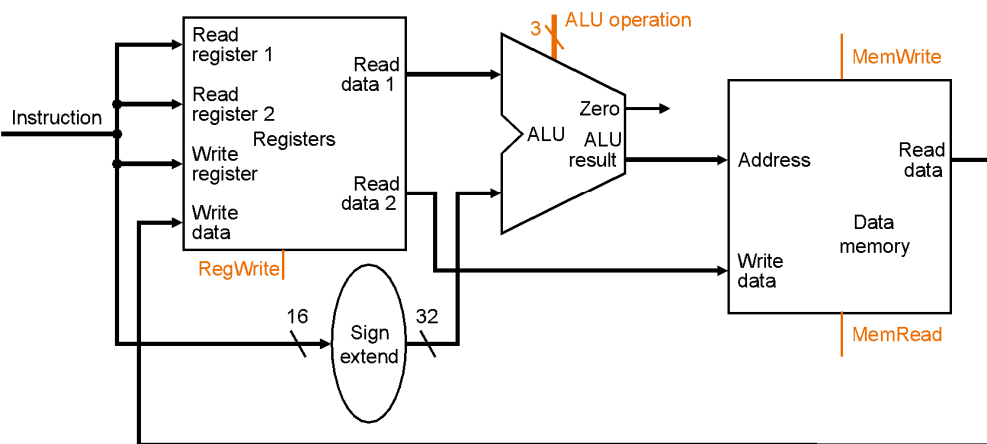 3
ALU operation
Read
register 1
Read
data 1
MemWrite
Instruction
Read
register 2
Registers
Zero
ALU
ALU
result
Write
register
Read
data 2
Address
Read
data
Write
data
Data
memory
RegWrite
Write
data
16
Sign
extend
32
MemRead